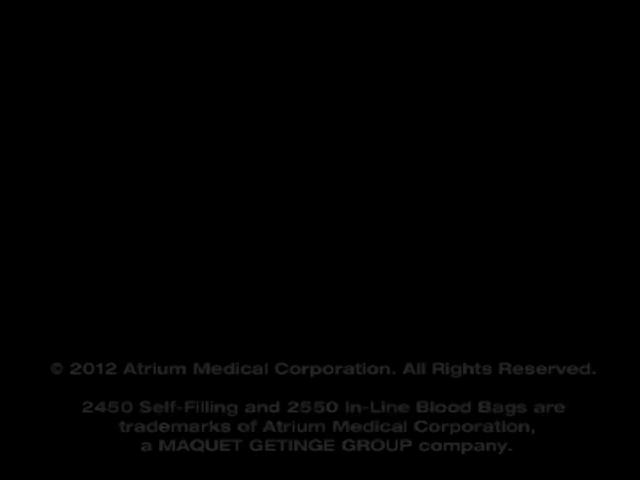 © 2012 Atrium Medical Corporation. All Rights Reserved.
2450 Self-Filling and 2550 In-Line Blood Bags are
trademarks of Atrium Medical Corporation,
a MAQUET GETINGE GROUP company.